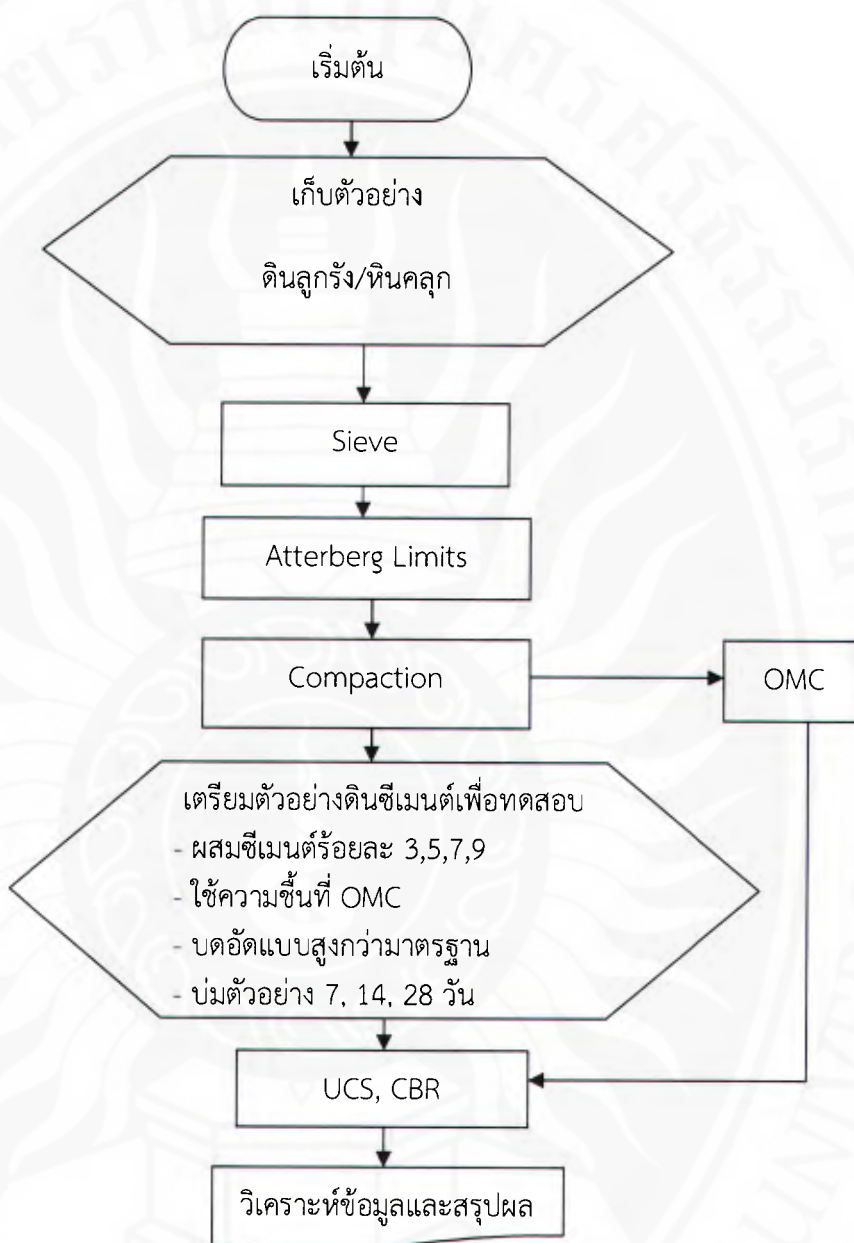 เริ่มต้น
เก็บตัวอย่าง
ดินลูกรัง/หินคลุก
Sieve
Atterberg Limits
Compaction
OMC
เตรียมตัวอย่างดินซีเมนต์เพื่อทดสอบ
- ผสมซีเมนต์ร้อยละ 3,5,7,9
- ใช้ความชื้นที่ OMC
- บดอัดแบบสูงกว่ามาตรฐาน
- บ่มตัวอย่าง 7, 14, 28 วัน
UCS, CBR
วิเคราะห์ข้อมูลและสรุปผล